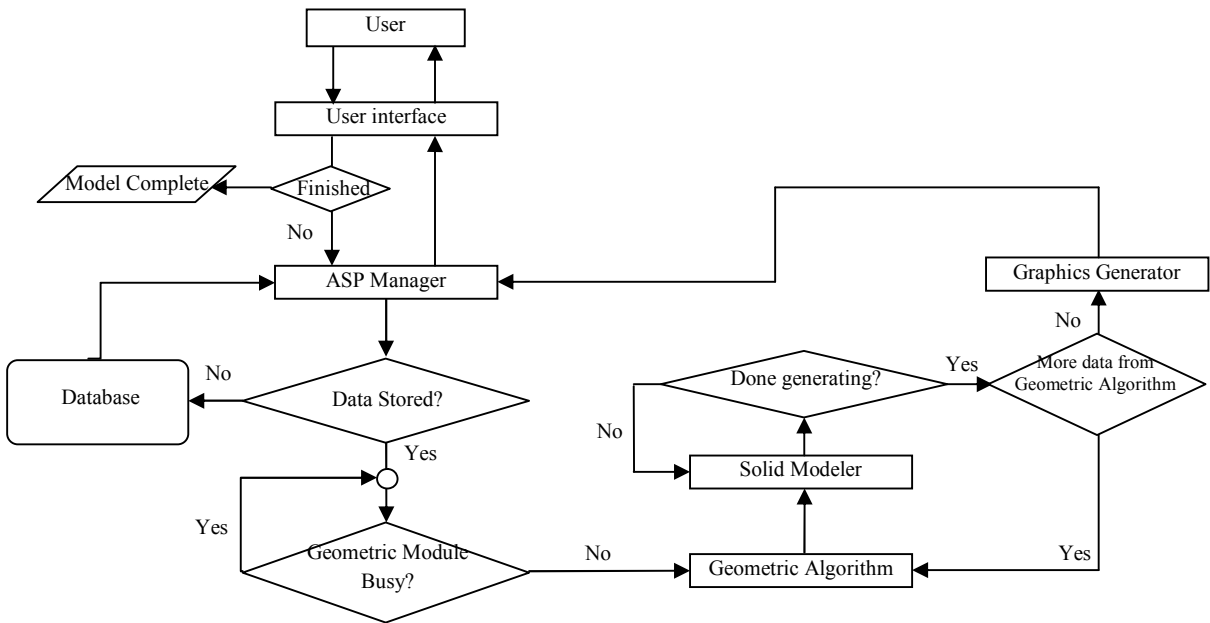 User
User interface
Model Complete
Finished
No
ASP Manager
Graphics Generator
No
More data from
Geometric Algorithm
Done generating?
Yes
Database
No
Data Stored?
Yes
No
Solid Modeler
Yes
Geometric Module
Busy?
No
Geometric Algorithm
Yes